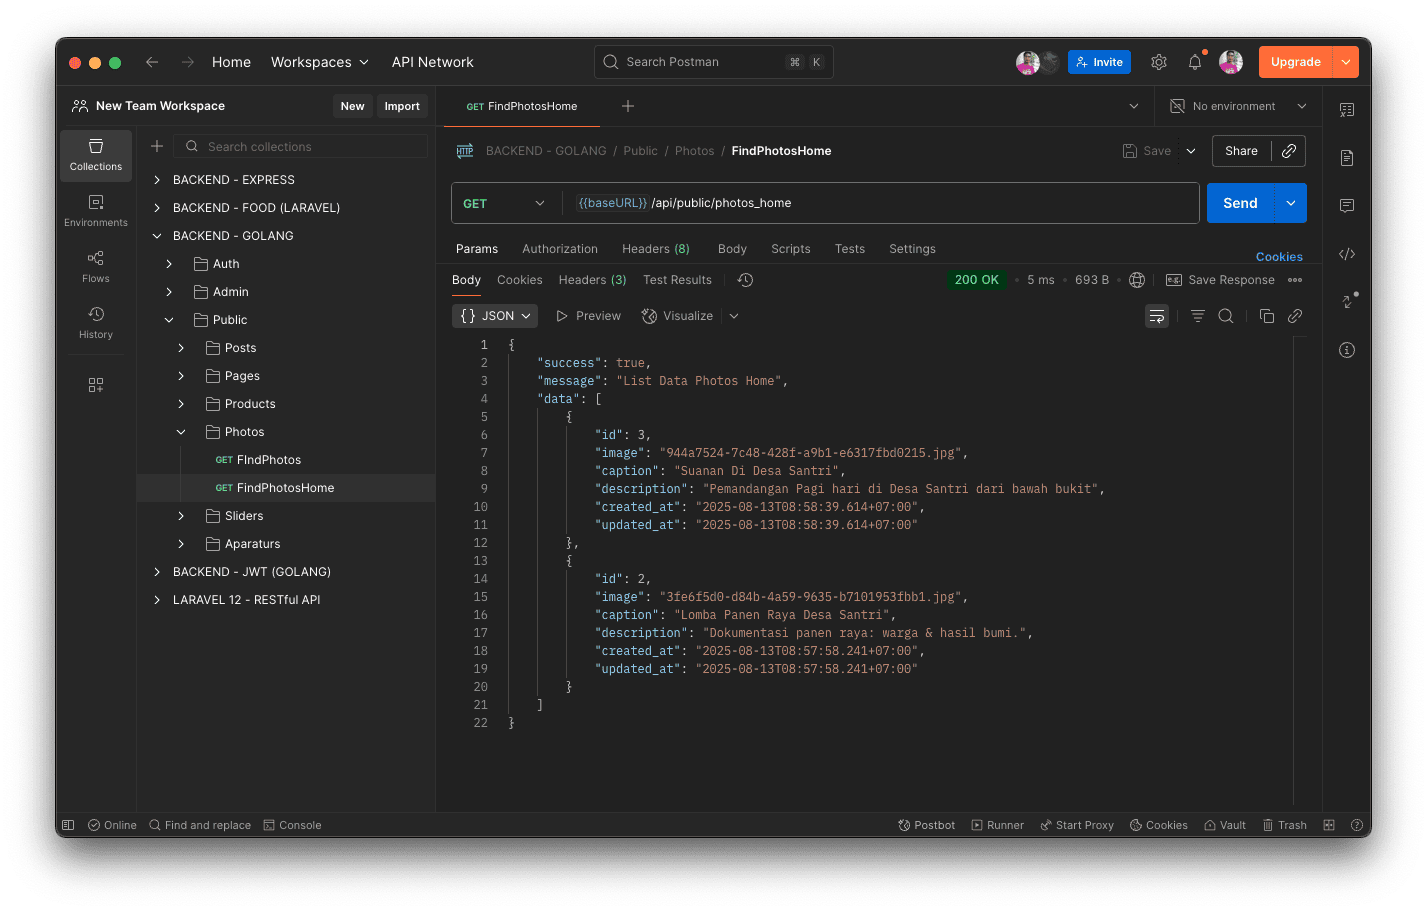 Home
Workspaces
API Network
Search Postman
⌘ K
Invite
Upgrade
New Team Workspace
New
Import
GET FindPhotosHome
No environment
Collections
Environments
Flows
History
Search collections
BACKEND - EXPRESS
BACKEND - FOOD (LARAVEL)
BACKEND - GOLANG
Auth
Admin
Public
Posts
Pages
Products
Photos
GET FIndPhotos
GET FindPhotosHome
Sliders
Aparaturs
BACKEND - JWT (GOLANG)
LARAVEL 12 - RESTful API
HTTP BACKEND - GOLANG / Public / Photos / FindPhotosHome
Save
Share
GET
{{baseURL}} /api/public/photos_home
Send
Params Authorization Headers (8) Body Scripts Tests Settings
Cookies
Body Cookies Headers (3) Test Results
200 OK • 5 ms • 693 B
Save Response
{} JSON
Preview
Visualize
1 {
2 "success": true,
3 "message": "List Data Photos Home",
4 "data": [
5 {
6 "id": 3,
7 "image": "944a7524-7c48-428f-a9b1-e6317fbd0215.jpg",
8 "caption": "Suanan Di Desa Santri",
9 "description": "Pemandangan Pagi hari di Desa Santri dari bawah bukit",
10 "created_at": "2025-08-13T08:58:39.614+07:00",
11 "updated_at": "2025-08-13T08:58:39.614+07:00"
12 },
13 {
14 "id": 2,
15 "image": "3fe6f5d0-d84b-4a59-9635-b7101953fbb1.jpg",
16 "caption": "Lomba Panen Raya Desa Santri",
17 "description": "Dokumentasi panen raya: warga & hasil bumi.",
18 "created_at": "2025-08-13T08:57:58.241+07:00",
19 "updated_at": "2025-08-13T08:57:58.241+07:00"
20 }
21 ]
22 }
Online
Find and replace
Console
Postbot
Runner
Start Proxy
Cookies
Vault
Trash